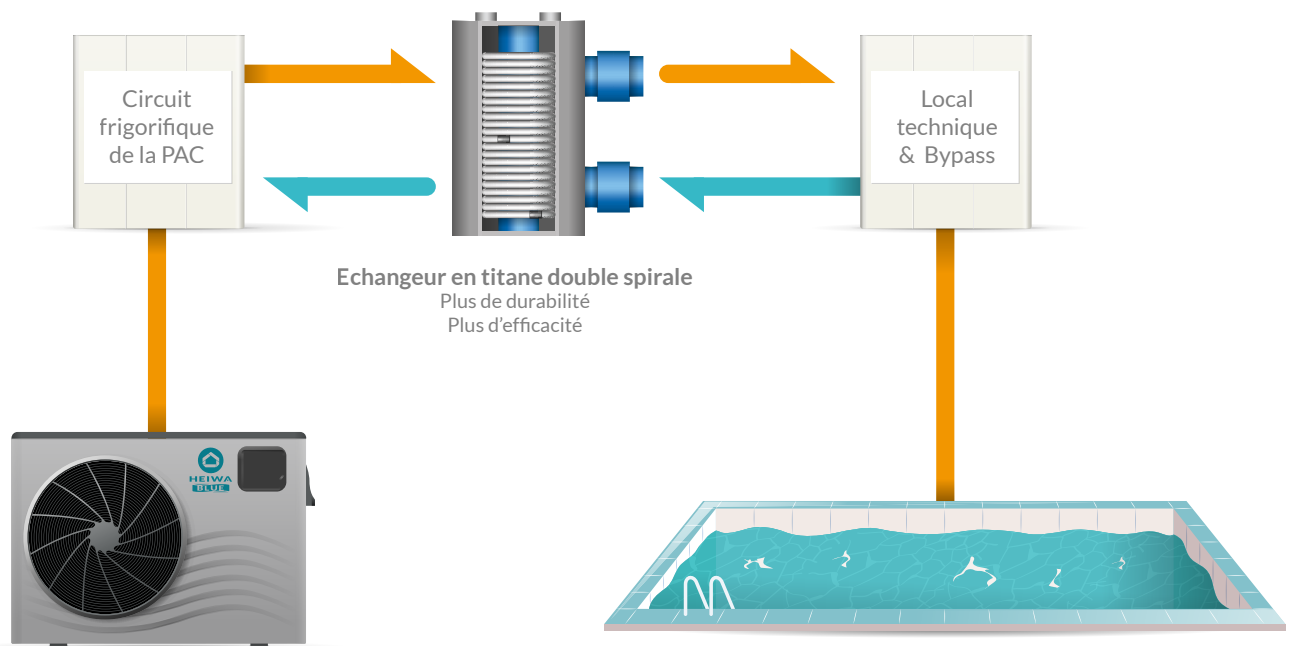 Circuit
frigorifique
de la PAC
Local
technique
& Bypass
Echangeur en titane double spirale
Plus de durabilité
Plus d’efficacité
HEIWA
BLUE